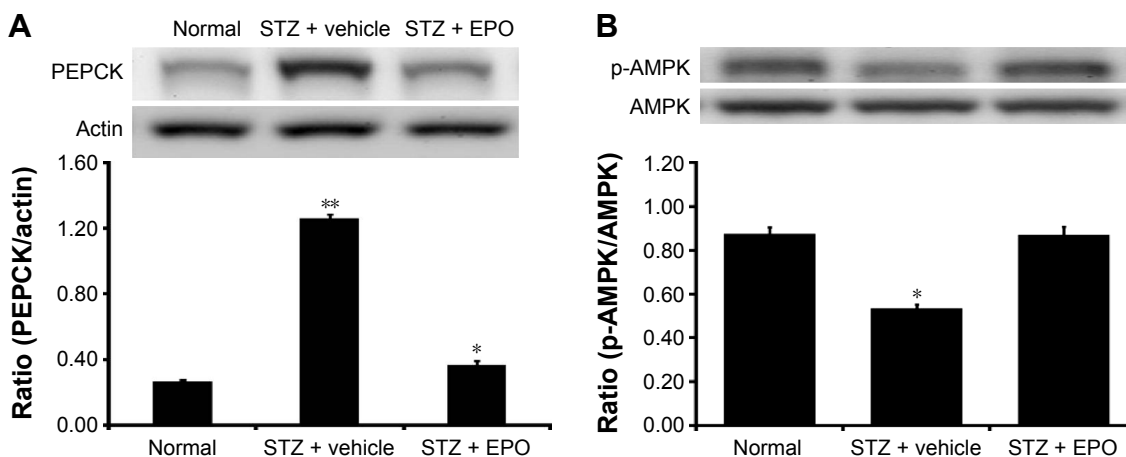 A
Normal STZ + vehicle STZ + EPO
PEPCK
Actin
Ratio (PEPCK/actin)
1.60
1.20
0.80
0.40
0.00
**
*
Normal STZ + vehicle STZ + EPO
B
p-AMPK
AMPK
Ratio (p-AMPK/AMPK)
1.20
1.00
0.80
0.60
0.40
0.20
0.00
*
Normal STZ + vehicle STZ + EPO